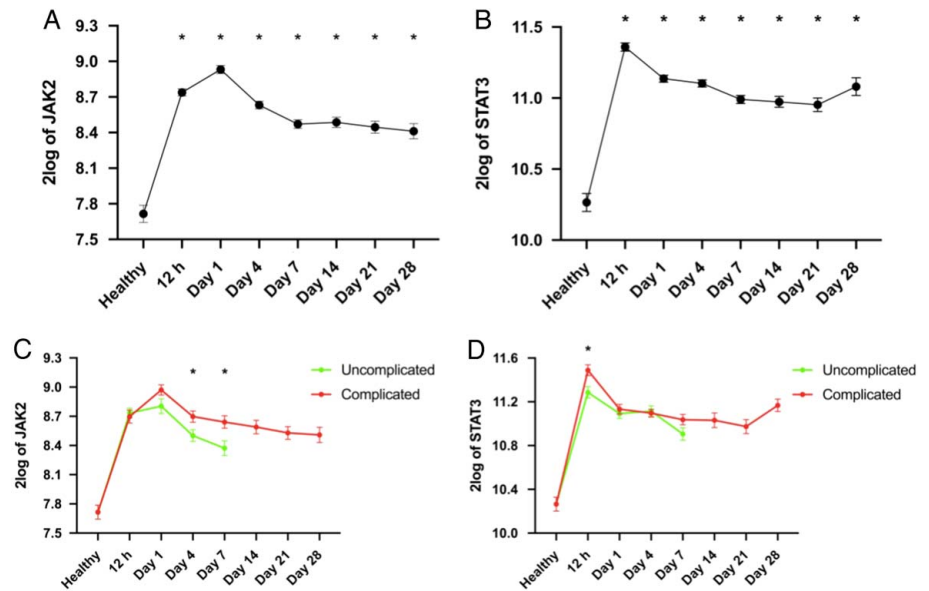 A
2log of JAK2
9.3
9.0
8.7
8.4
8.1
7.8
7.5
* * * * * * *
Healthy 12 h Day 1 Day 4 Day 7 Day 14 Day 21 Day 28
B
2log of STAT3
11.5
11.0
10.5
10.0
* * * * * * *
Healthy 12 h Day 1 Day 4 Day 7 Day 14 Day 21 Day 28
C
2log of JAK2
9.3
9.0
8.7
8.4
8.1
7.8
7.5
* *
Uncomplicated
Complicated
Healthy 12 h Day 1 Day 4 Day 7 Day 14 Day 21 Day 28
D
2log of STAT3
11.6
11.2
10.8
10.4
10.0
*
Uncomplicated
Complicated
Healthy 12 h Day 1 Day 4 Day 7 Day 14 Day 21 Day 28